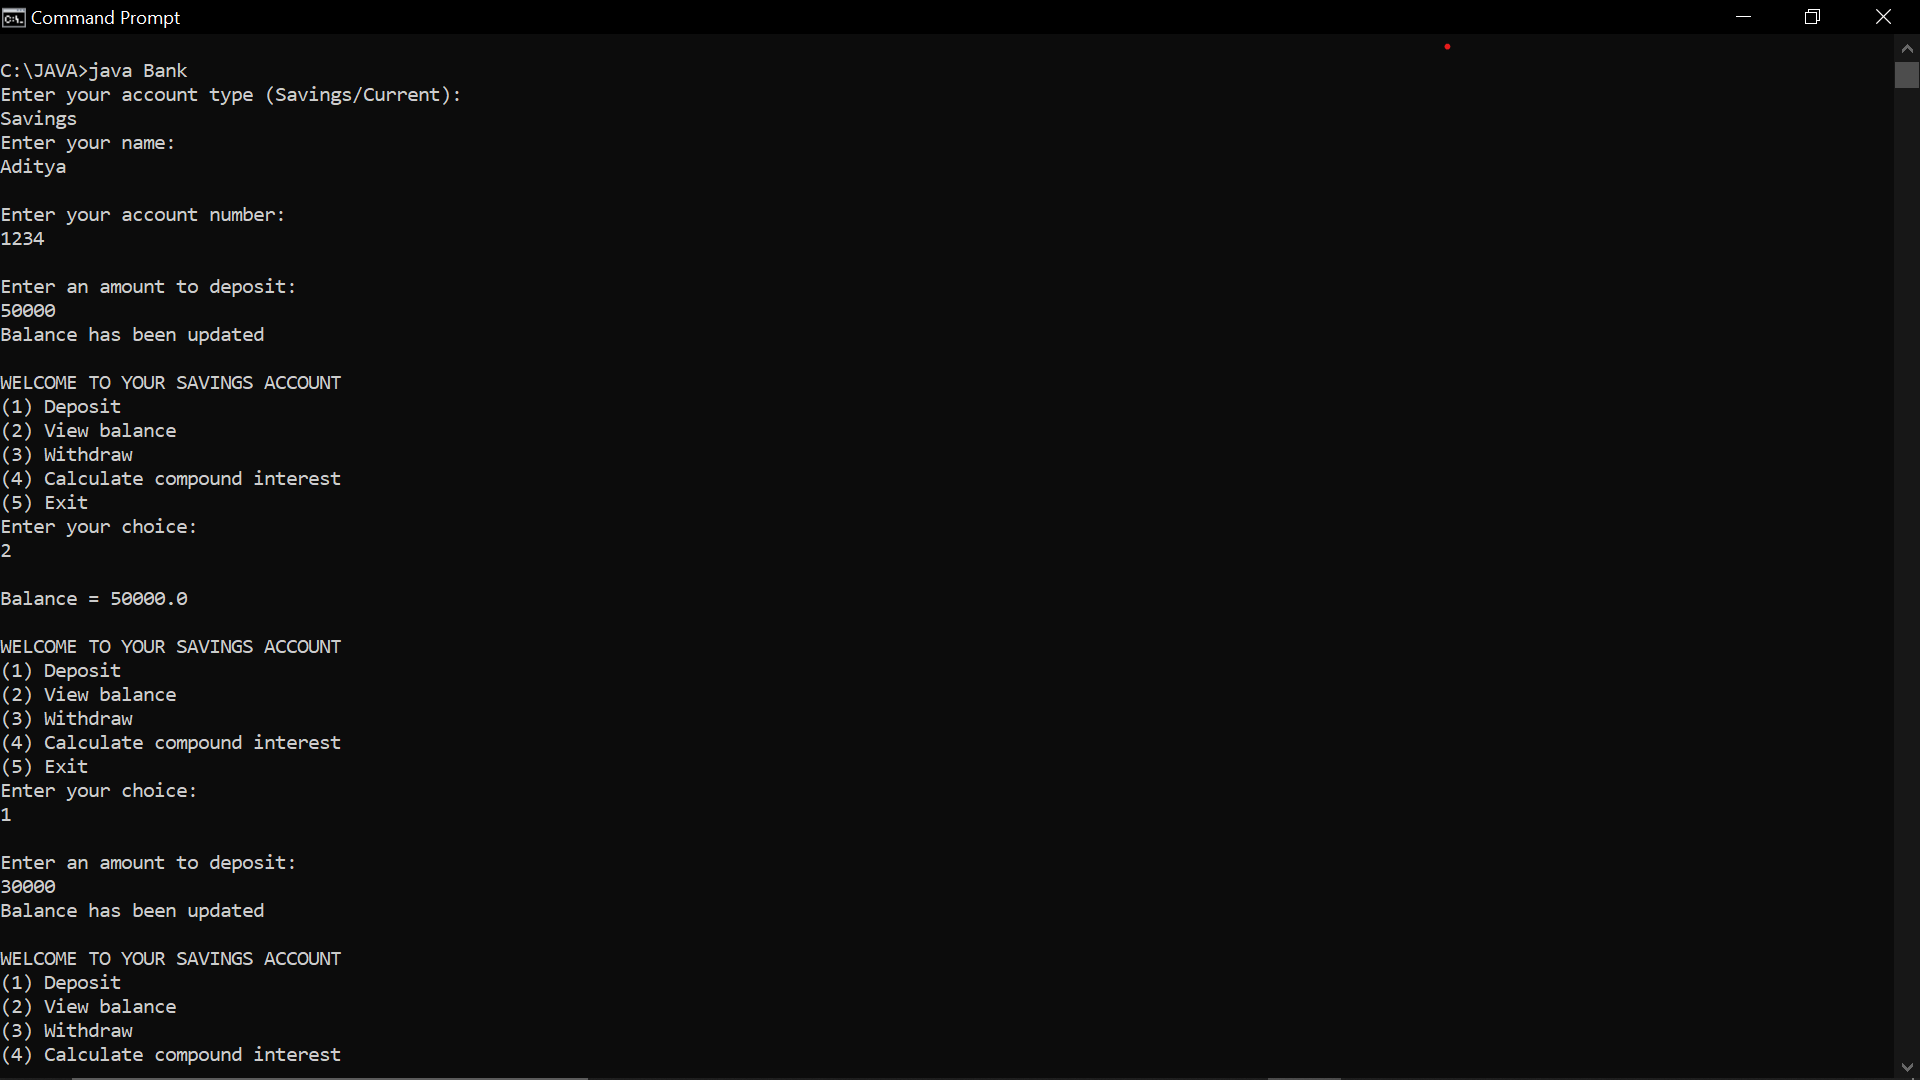 Command Prompt
C:\JAVA>java Bank
Enter your account type (Savings/Current):
Savings
Enter your name:
Aditya
Enter your account number:
1234
Enter an amount to deposit:
50000
Balance has been updated
WELCOME TO YOUR SAVINGS ACCOUNT
(1) Deposit
(2) View balance
(3) Withdraw
(4) Calculate compound interest
(5) Exit
Enter your choice:
2
Balance = 50000.0
WELCOME TO YOUR SAVINGS ACCOUNT
(1) Deposit
(2) View balance
(3) Withdraw
(4) Calculate compound interest
(5) Exit
Enter your choice:
1
Enter an amount to deposit:
30000
Balance has been updated
WELCOME TO YOUR SAVINGS ACCOUNT
(1) Deposit
(2) View balance
(3) Withdraw
(4) Calculate compound interest